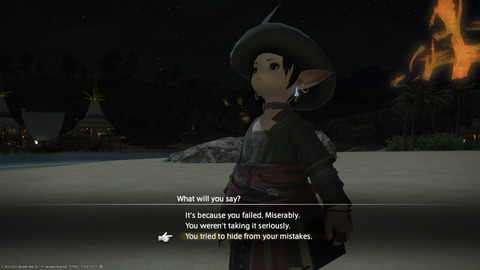 What will you say?
It's because you failed. Miserably.
You weren't taking it seriously.
You tried to hide from your mistakes.